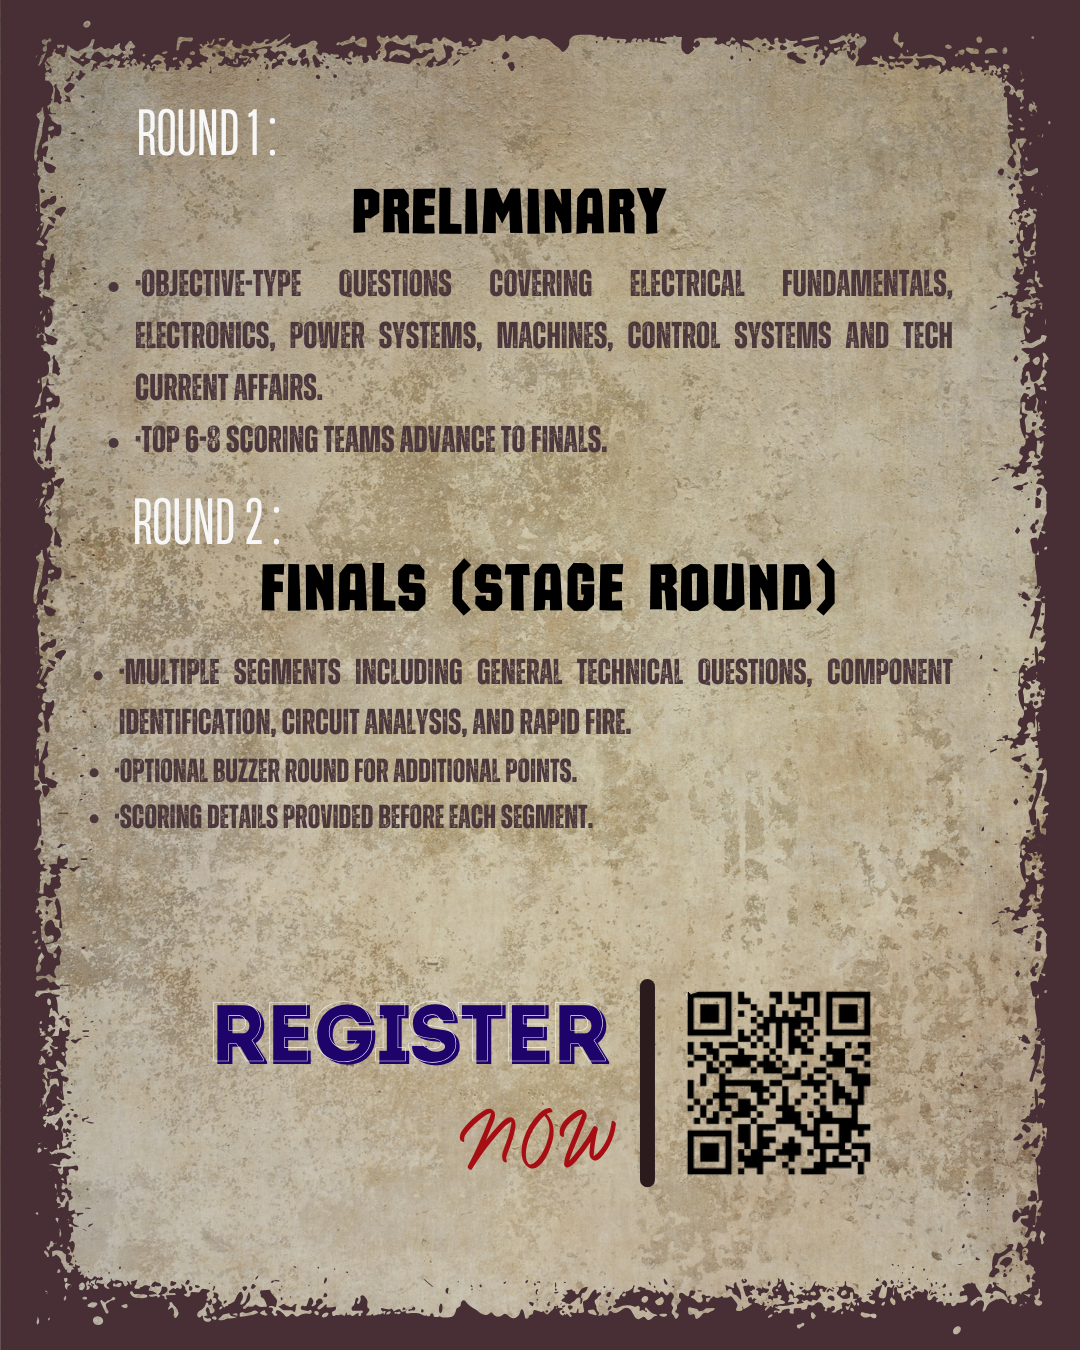 ROUND 1 :
PRELIMINARY
• ·OBJECTIVE-TYPE QUESTIONS COVERING ELECTRICAL FUNDAMENTALS,
ELECTRONICS, POWER SYSTEMS, MACHINES, CONTROL SYSTEMS AND TECH
CURRENT AFFAIRS.
• ·TOP 6-8 SCORING TEAMS ADVANCE TO FINALS.
ROUND 2 :
FINALS (STAGE ROUND)
• ·MULTIPLE SEGMENTS INCLUDING GENERAL TECHNICAL QUESTIONS, COMPONENT
IDENTIFICATION, CIRCUIT ANALYSIS, AND RAPID FIRE.
• ·OPTIONAL BUZZER ROUND FOR ADDITIONAL POINTS.
• ·SCORING DETAILS PROVIDED BEFORE EACH SEGMENT.
REGISTER
now